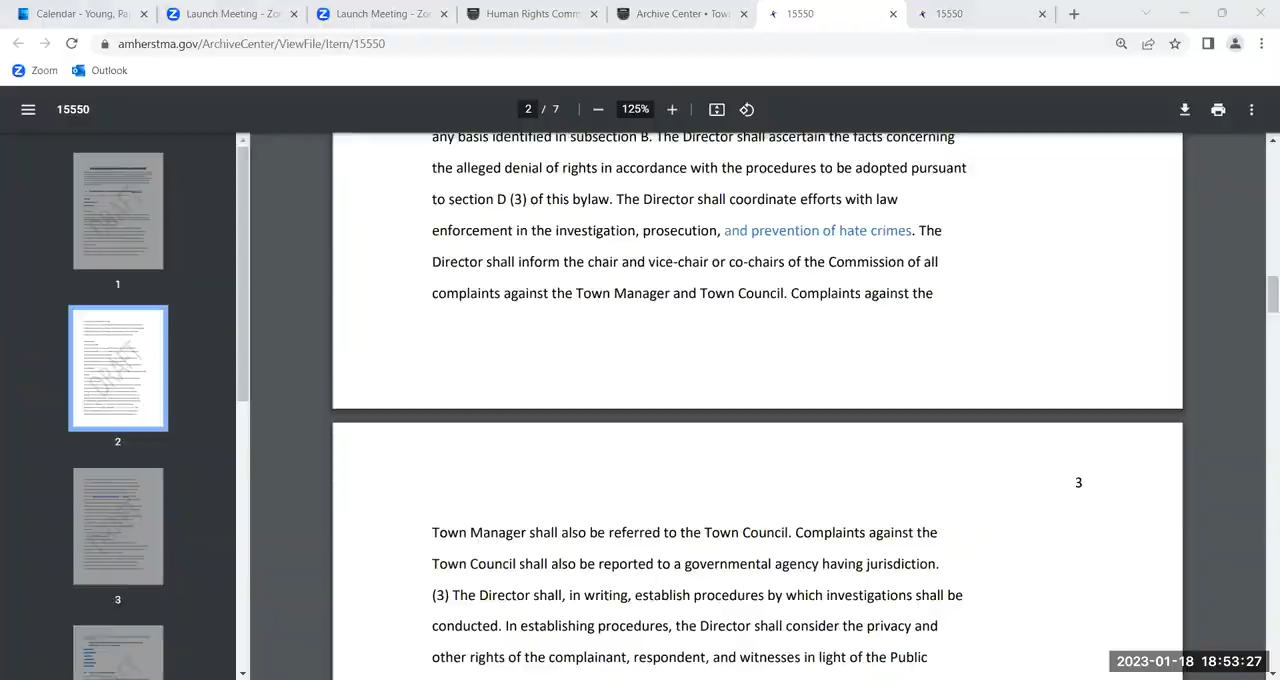 Calendar - Young, Pa
Launch Meeting - Zo
Launch Meeting - Zo
Human Rights Comm
Archive Center • Tow
15550
15550
amherstma.gov/ArchiveCenter/ViewFile/Item/15550
Zoom
Outlook
15550
2 / 7
125%
any basis identified in subsection B. The Director shall ascertain the facts concerning
the alleged denial of rights in accordance with the procedures to be adopted pursuant
to section D (3) of this bylaw. The Director shall coordinate efforts with law
enforcement in the investigation, prosecution, and prevention of hate crimes. The
Director shall inform the chair and vice-chair or co-chairs of the Commission of all
complaints against the Town Manager and Town Council. Complaints against the
3
Town Manager shall also be referred to the Town Council. Complaints against the
Town Council shall also be reported to a governmental agency having jurisdiction.
(3) The Director shall, in writing, establish procedures by which investigations shall be
conducted. In establishing procedures, the Director shall consider the privacy and
other rights of the complainant, respondent, and witnesses in light of the Public
1
2
3
DRAFT
2023-01-18 18:53:27